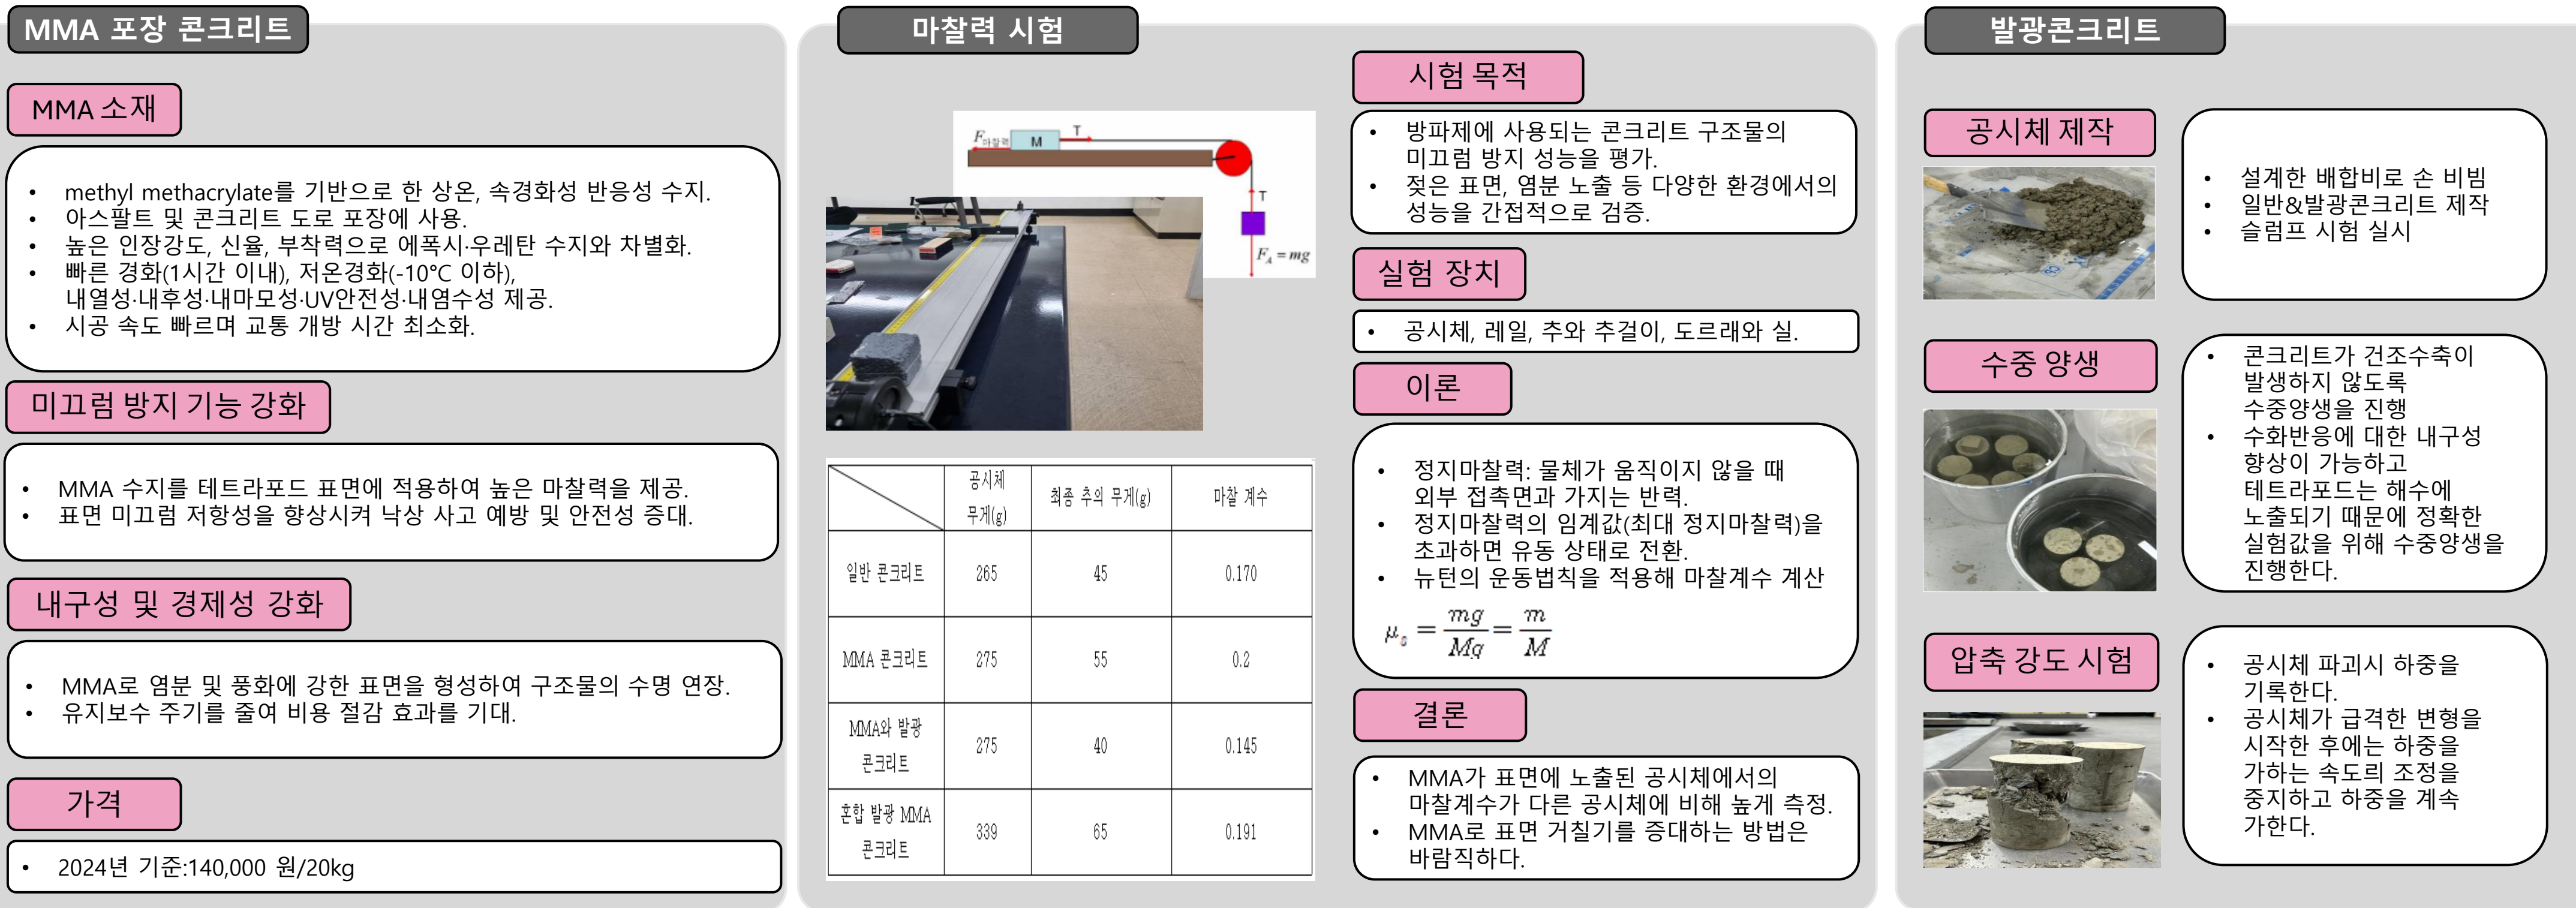 MMA 포장 콘크리트
MMA 소재
• methyl methacrylate를 기반으로 한 상온, 속경화성 반응성 수지.
• 아스팔트 및 콘크리트 도로 포장에 사용.
• 높은 인장강도, 신율, 부착력으로 에폭시·우레탄 수지와 차별화.
• 빠른 경화(1시간 이내), 저온경화(-10°C 이하),
내열성·내후성·내마모성·UV안전성·내염수성 제공.
• 시공 속도 빠르며 교통 개방 시간 최소화.
미끄럼 방지 기능 강화
• MMA 수지를 테트라포드 표면에 적용하여 높은 마찰력을 제공.
• 표면 미끄럼 저항성을 향상시켜 낙상 사고 예방 및 안전성 증대.
내구성 및 경제성 강화
• MMA로 염분 및 풍화에 강한 표면을 형성하여 구조물의 수명 연장.
• 유지보수 주기를 줄여 비용 절감 효과를 기대.
가격
• 2024년 기준:140,000 원/20kg
마찰력 시험
F마찰력
M
T
T
F_A = mg
공시체
무게(g)
최종 추의 무게(g)
마찰 계수
일반 콘크리트 265 45 0.170
MMA 콘크리트 275 55 0.2
MMA와 발광
콘크리트
275 40 0.145
혼합 발광 MMA
콘크리트
339 65 0.191
시험 목적
• 방파제에 사용되는 콘크리트 구조물의
미끄럼 방지 성능을 평가.
• 젖은 표면, 염분 노출 등 다양한 환경에서의
성능을 간접적으로 검증.
실험 장치
• 공시체, 레일, 추와 추걸이, 도르래와 실.
이론
• 정지마찰력: 물체가 움직이지 않을 때
외부 접촉면과 가지는 반력.
• 정지마찰력의 임계값(최대 정지마찰력)을
초과하면 유동 상태로 전환.
• 뉴턴의 운동법칙을 적용해 마찰계수 계산
μ_s = mg/Mg = m/M
결론
• MMA가 표면에 노출된 공시체에서의
마찰계수가 다른 공시체에 비해 높게 측정.
• MMA로 표면 거칠기를 증대하는 방법은
바람직하다.
발광콘크리트
공시체 제작
• 설계한 배합비로 손 비빔
• 일반&발광콘크리트 제작
• 슬럼프 시험 실시
수중 양생
• 콘크리트가 건조수축이
발생하지 않도록
수중양생을 진행
• 수화반응에 대한 내구성
향상이 가능하고
테트라포드는 해수에
노출되기 때문에 정확한
실험값을 위해 수중양생을
진행한다.
압축 강도 시험
• 공시체 파괴시 하중을
기록한다.
• 공시체가 급격한 변형을
시작한 후에는 하중을
가하는 속도릐 조정을
중지하고 하중을 계속
가한다.